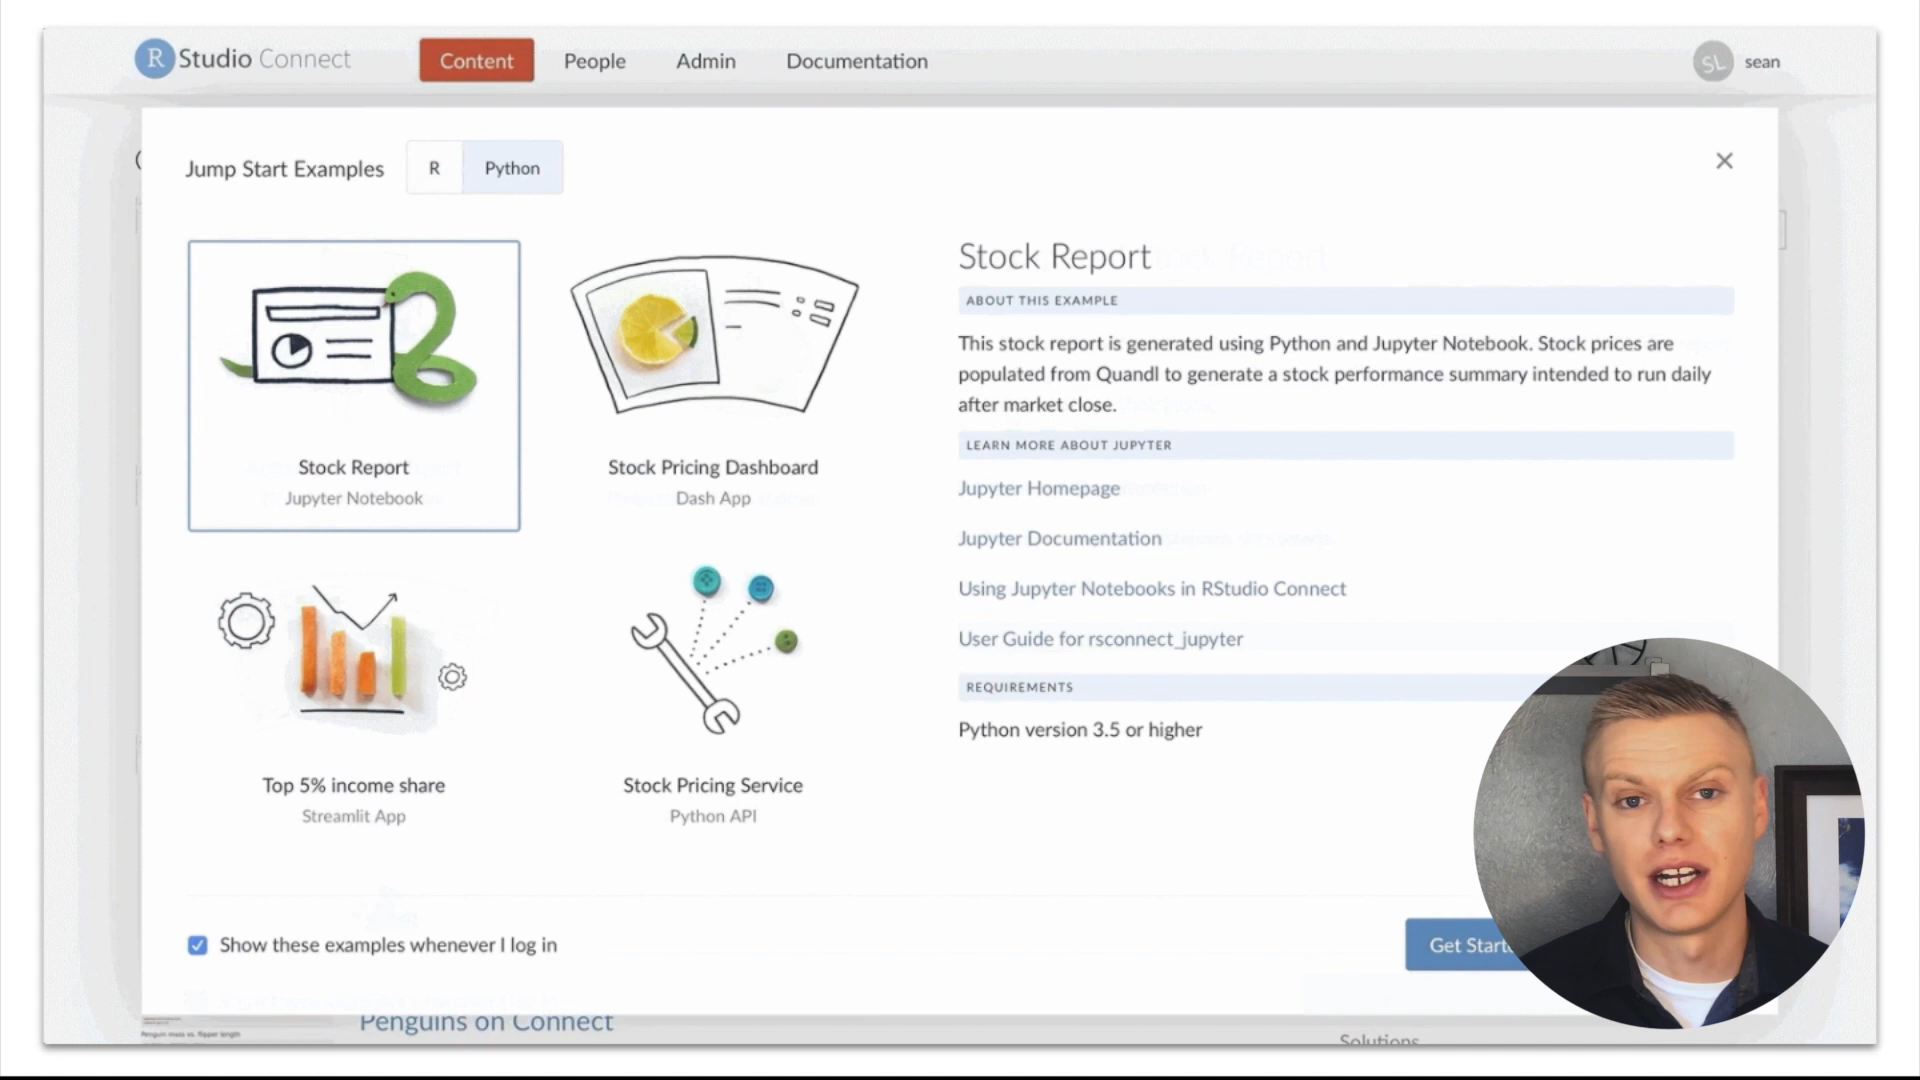 R Studio Connect
Content
People
Admin
Documentation
SL
sean
Jump Start Examples
R
Python
×
Stock Report
Jupyter Notebook
Stock Pricing Dashboard
Dash App
Top 5% income share
Streamlit App
Stock Pricing Service
Python API
Stock Report
ABOUT THIS EXAMPLE
This stock report is generated using Python and Jupyter Notebook. Stock prices are
populated from Quandl to generate a stock performance summary intended to run daily
after market close.
LEARN MORE ABOUT JUPYTER
Jupyter Homepage
Jupyter Documentation
Using Jupyter Notebooks in RStudio Connect
User Guide for rsconnect_jupyter
REQUIREMENTS
Python version 3.5 or higher
Show these examples whenever I log in
Get Start
Penguin mass vs. flipper length
Penguins on Connect
Solutions